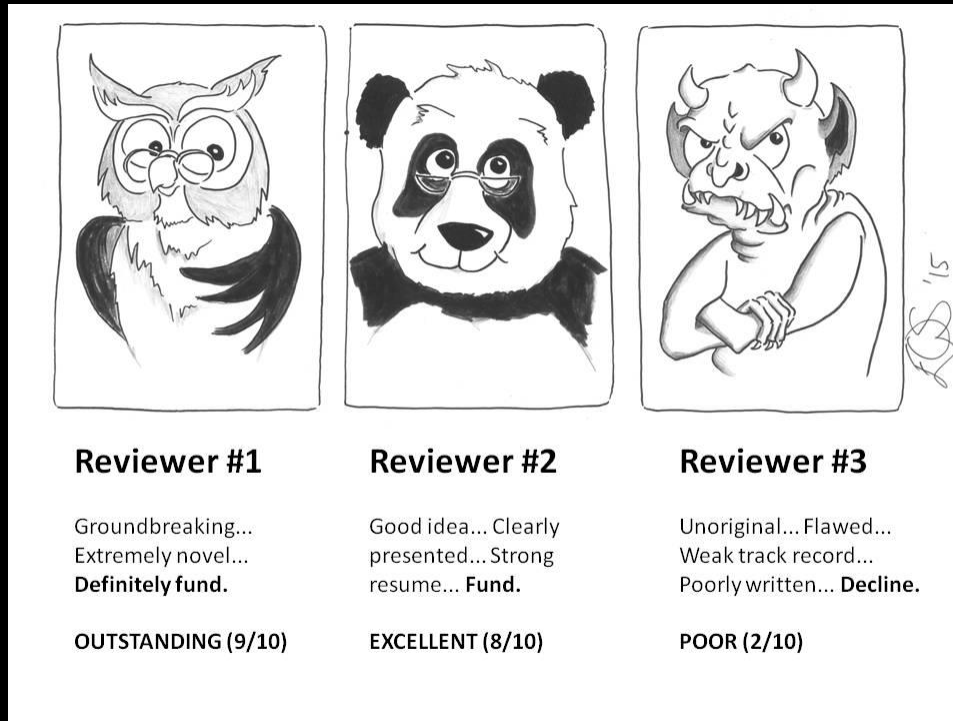 Reviewer #1
Groundbreaking...
Extremely novel...
Definitely fund.
OUTSTANDING (9/10)
Reviewer #2
Good idea... Clearly
presented... Strong
resume... Fund.
EXCELLENT (8/10)
Reviewer #3
Unoriginal... Flawed...
Weak track record...
Poorly written... Decline.
POOR (2/10)
'15